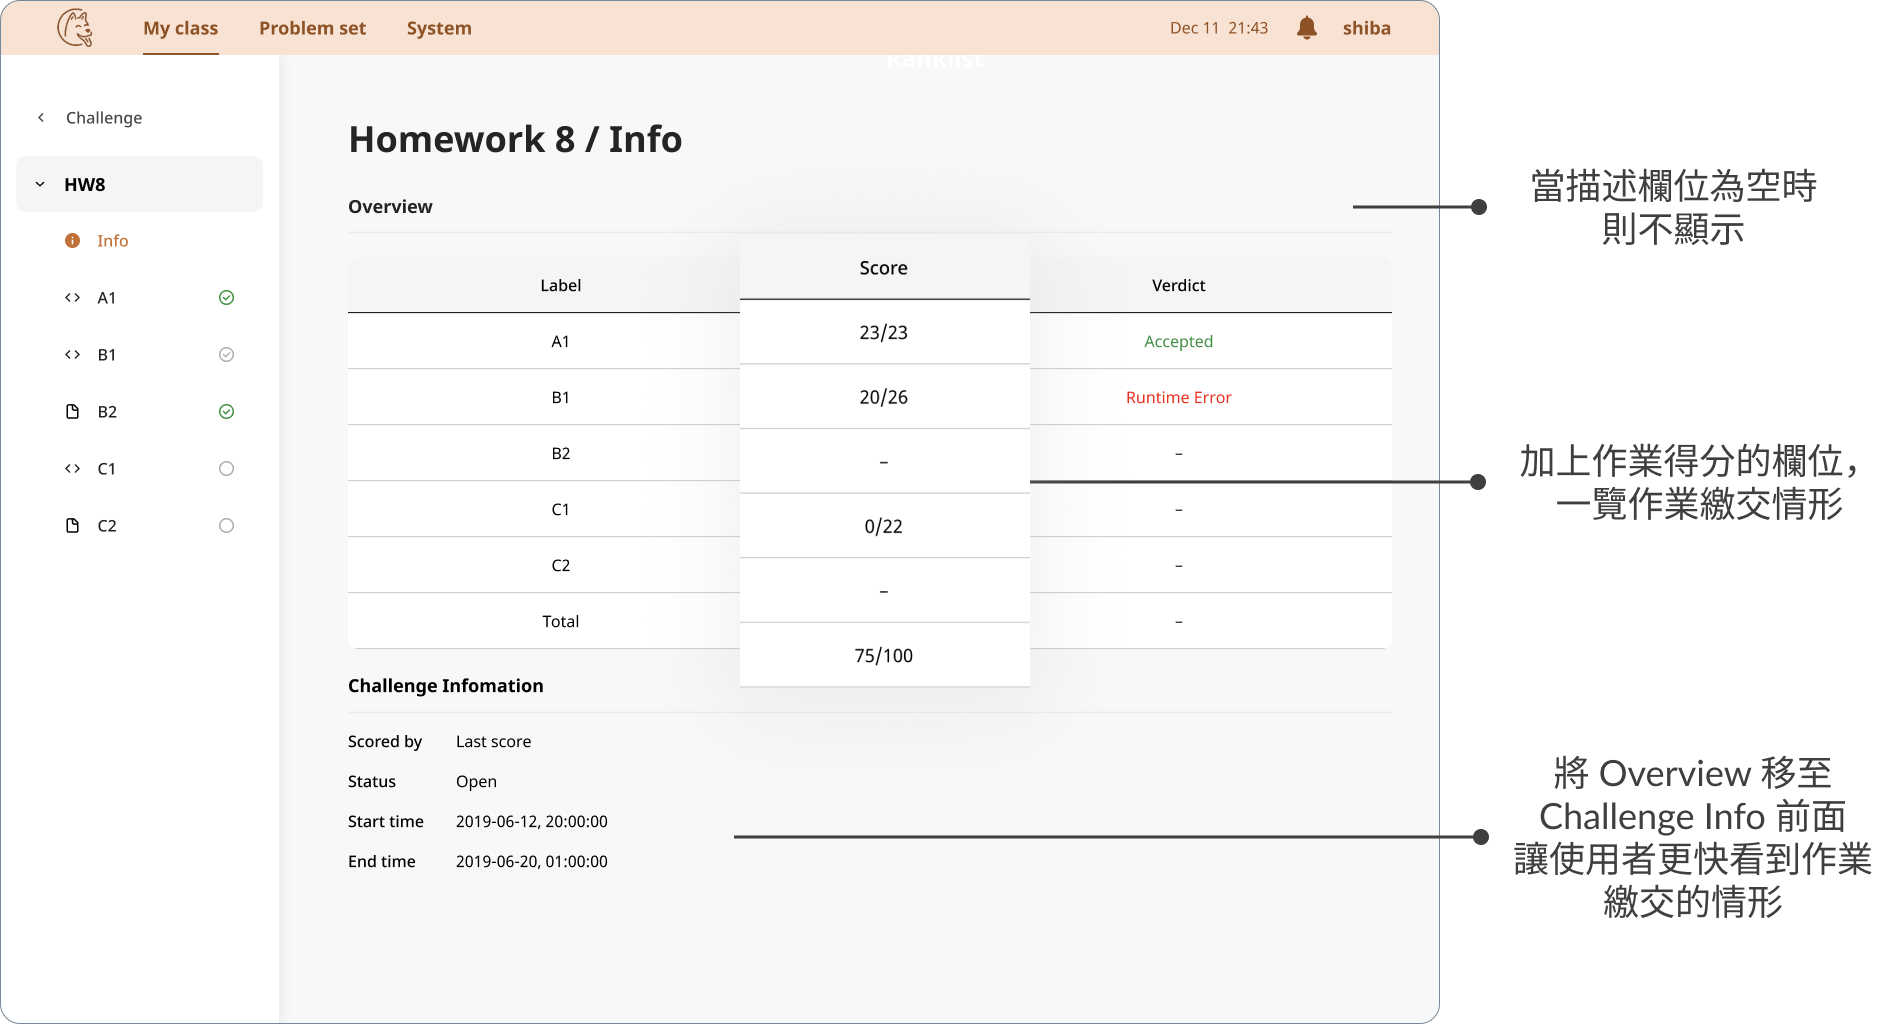 My class Problem set System Dec 11 21:43 shiba
Ranklist
Challenge
HW8
Info
A1
B1
B2
C1
C2
Homework 8 / Info
Overview
Label Score Verdict
A1 23/23 Accepted
B1 20/26 Runtime Error
B2 – –
C1 0/22 –
C2 – –
Total 75/100 –
Challenge Infomation
Scored by Last score
Status Open
Start time 2019-06-12, 20:00:00
End time 2019-06-20, 01:00:00
當描述欄位為空時
則不顯示
加上作業得分的欄位，
一覽作業繳交情形
將 Overview 移至
Challenge Info 前面
讓使用者更快看到作業
繳交的情形